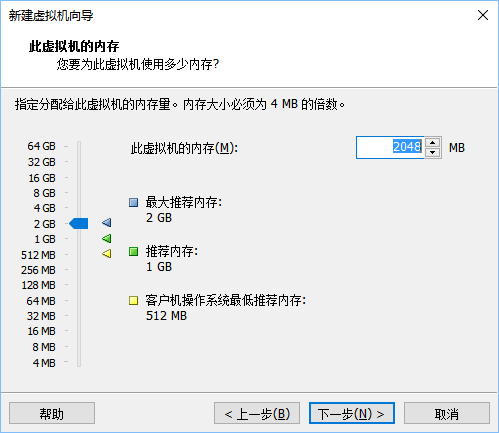 新建虚拟机向导
此虚拟机的内存
您要为此虚拟机使用多少内存?
指定分配给此虚拟机的内存量。内存大小必须为 4 MB 的倍数。
64 GB
32 GB
16 GB
8 GB
4 GB
2 GB
1 GB
512 MB
256 MB
128 MB
64 MB
32 MB
16 MB
8 MB
4 MB
此虚拟机的内存(M):
2048
MB
最大推荐内存:
2 GB
推荐内存:
1 GB
客户机操作系统最低推荐内存:
512 MB
帮助
< 上一步(B)
下一步(N) >
取消